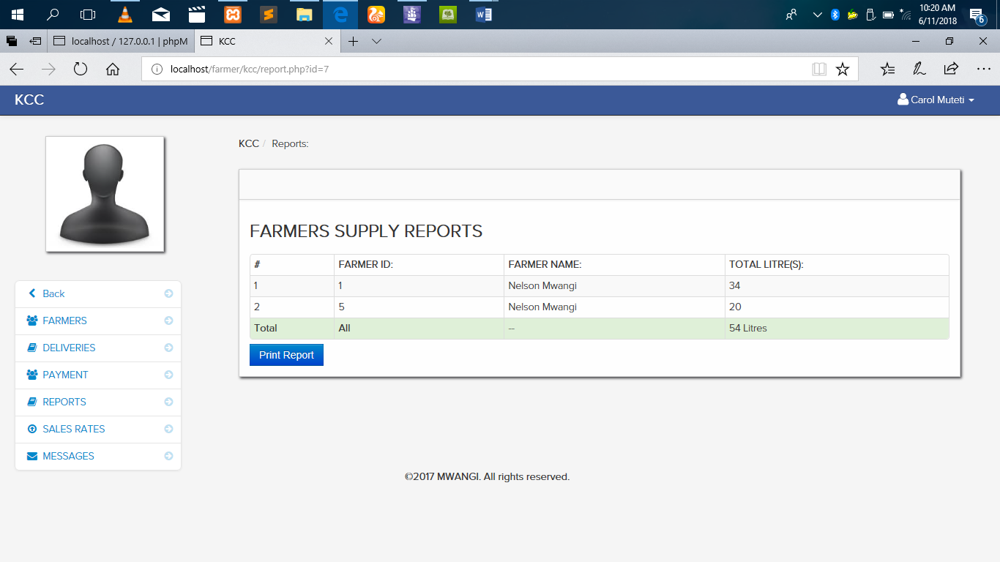 10:20 AM
6/11/2018
6
localhost / 127.0.0.1 | phpM
KCC
localhost/farmer/kcc/report.php?id=7
KCC
Carol Muteti
KCC / Reports:
FARMERS SUPPLY REPORTS
# FARMER ID: FARMER NAME: TOTAL LITRE(S):
1 1 Nelson Mwangi 34
2 5 Nelson Mwangi 20
Total All -- 54 Litres
Print Report
Back
FARMERS
DELIVERIES
PAYMENT
REPORTS
SALES RATES
MESSAGES
©2017 MWANGI. All rights reserved.